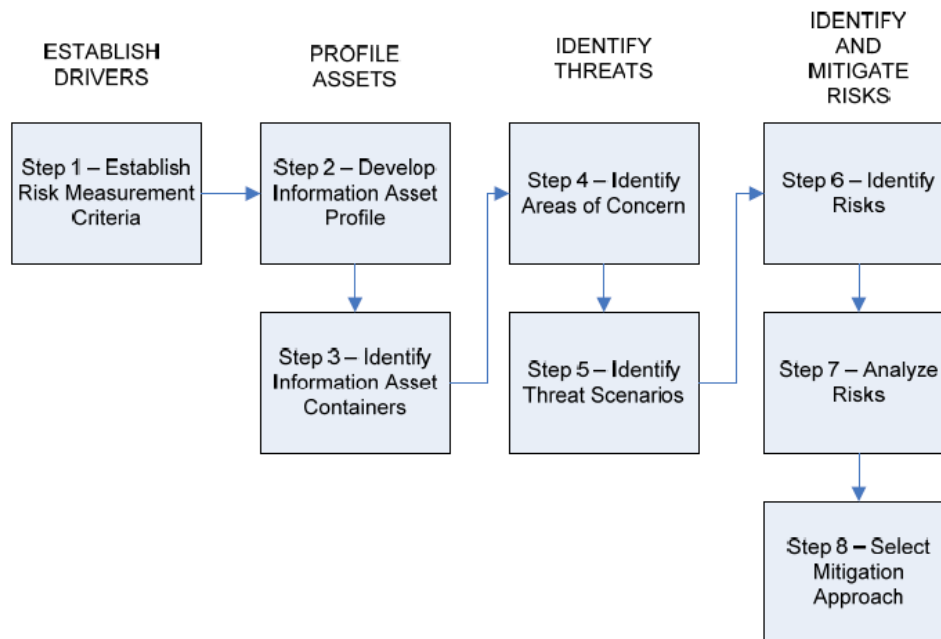 ESTABLISH
DRIVERS
PROFILE
ASSETS
IDENTIFY
THREATS
IDENTIFY
AND
MITIGATE
RISKS
Step 1 – Establish
Risk Measurement
Criteria
Step 2 – Develop
Information Asset
Profile
Step 3 – Identify
Information Asset
Containers
Step 4 – Identify
Areas of Concern
Step 5 – Identify
Threat Scenarios
Step 6 – Identify
Risks
Step 7 – Analyze
Risks
Step 8 – Select
Mitigation
Approach